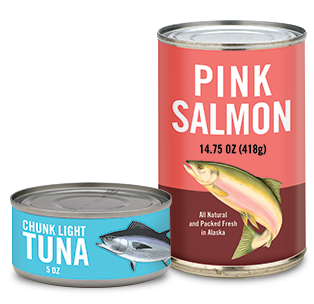 PINK
SALMON
14.75 OZ (418g)
All Natural
and Packed Fresh
in Alaska
CHUNK LIGHT
TUNA
5 OZ